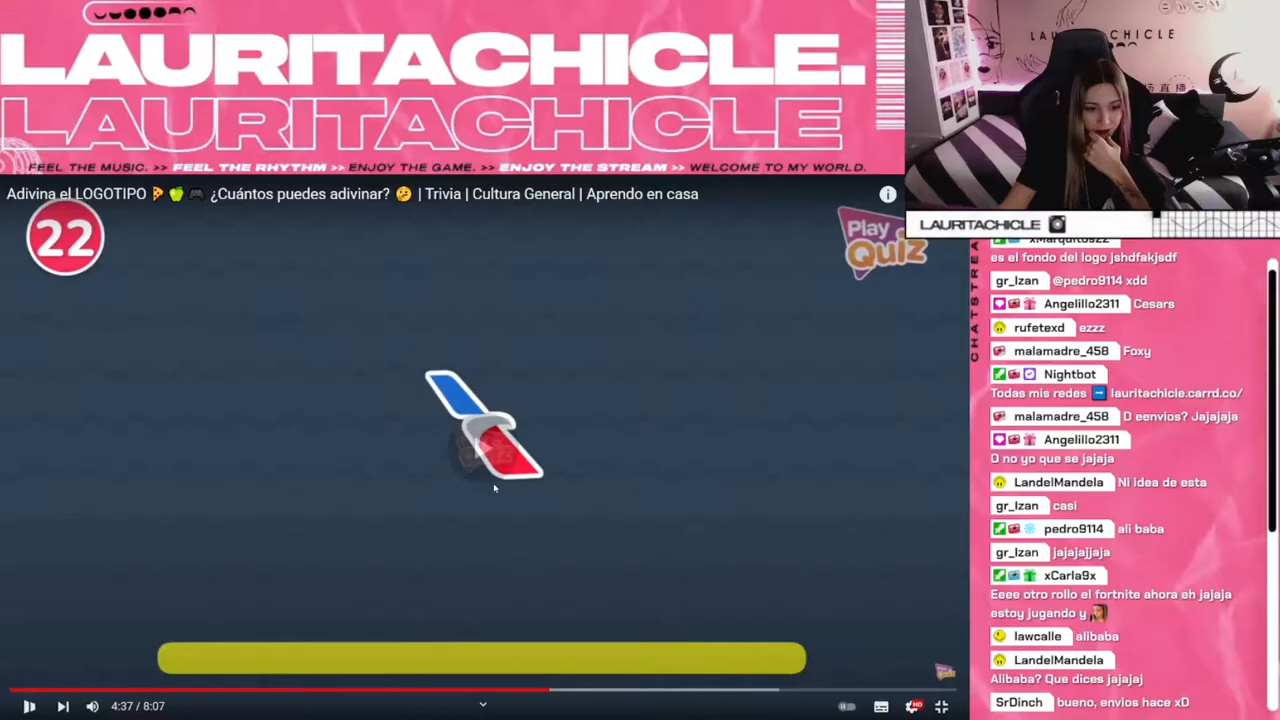 LAURITACHICLE.
LAURITACHICLE
FEEL THE MUSIC. >> FEEL THE RHYTHM >> ENJOY THE GAME. >> ENJOY THE STREAM >> WELCOME TO MY WORLD.
Adivina el LOGOTIPO 🍕🍏🎮 ¿Cuántos puedes adivinar? 🤔 | Trivia | Cultura General | Aprendo en casa
22
Play
Quiz
LAURITACHICLE
CHATSTREA
xMarquitos22
es el fondo del logo jshdfakjsdf
gr_Izan @pedro9114 xdd
Angelillo2311 Cesars
rufetexd ezzz
malamadre_458 Foxy
Nightbot
Todas mis redes ➡️ lauritachicle.carrd.co/
malamadre_458 D eenvios? Jajajaja
Angelillo2311
O no yo que se jajaja
LandelMandela Ni idea de esta
gr_Izan casi
pedro9114 ali baba
gr_Izan jajajajjaja
xCarla9x
Eeee otro rollo el fortnite ahora eh jajaja
estoy jugando y
lawcalle alibaba
LandelMandela
Alibaba? Que dices jajajaj
SrDinch bueno, envios hace xD
4:37 / 8:07
HD